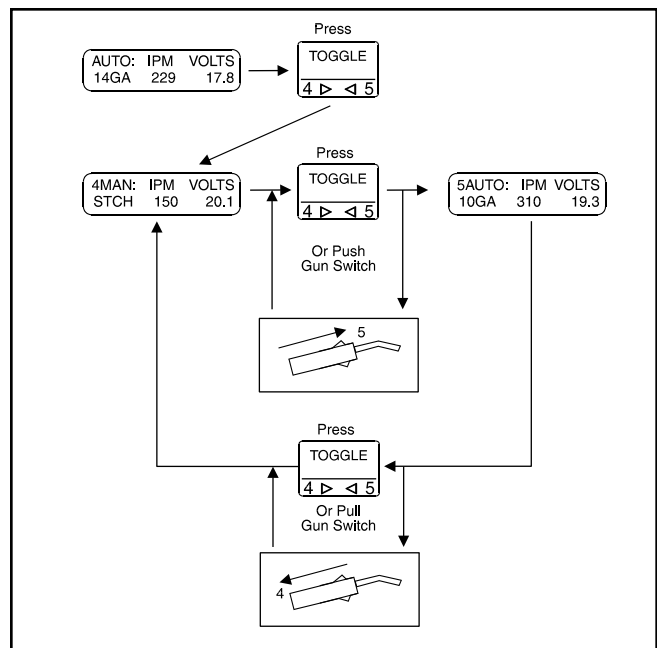 Press
AUTO: IPM VOLTS
14GA 229 17.8
TOGGLE
4 ▷ ◁ 5
Press
4MAN: IPM VOLTS
STCH 150 20.1
TOGGLE
4 ▷ ◁ 5
5AUTO: IPM VOLTS
10GA 310 19.3
Or Push
Gun Switch
5
Press
TOGGLE
4 ▷ ◁ 5
Or Pull
Gun Switch
4